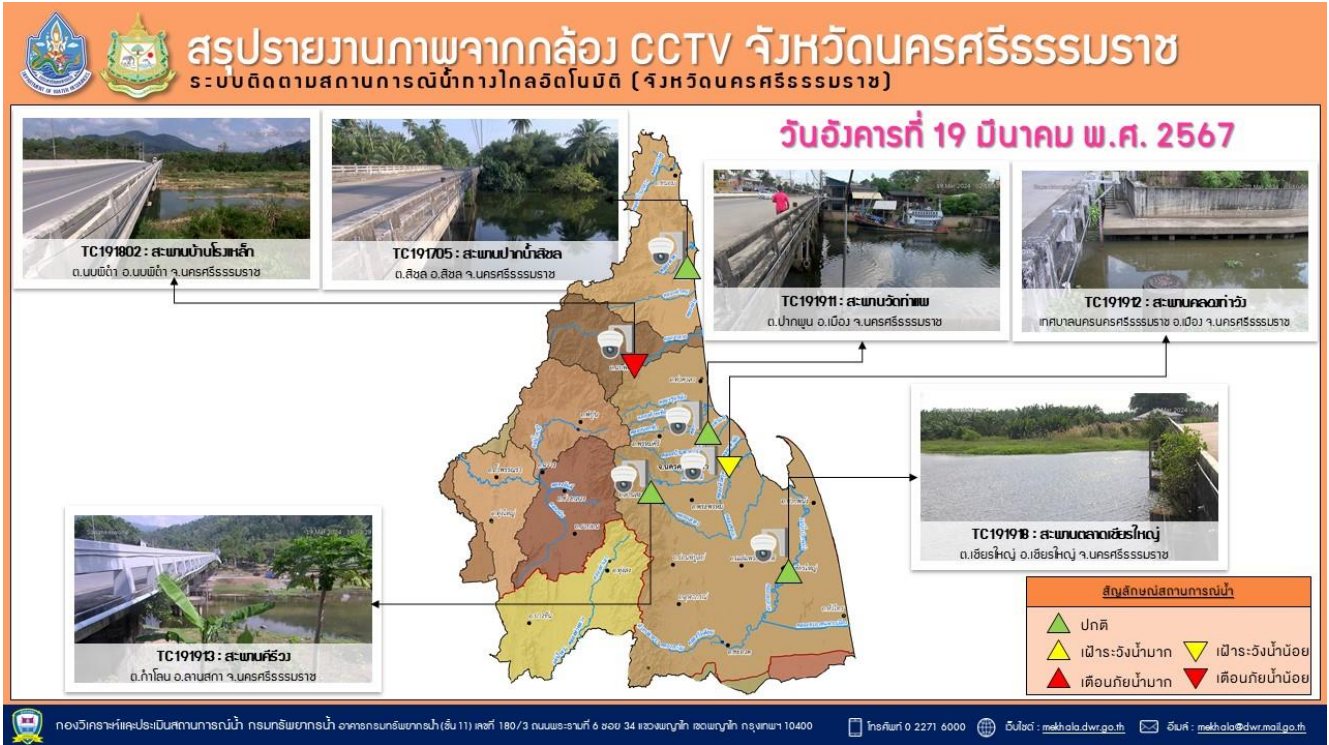 สรุปรายงานภาพจากกล้อง CCTV จังหวัดนครศรีธรรมราช
ระบบติดตามสถานการณ์น้ำทางไกลอัตโนมัติ (จังหวัดนครศรีธรรมราช)
วันอังคารที่ 19 มีนาคม พ.ศ. 2567
TC191802 : สะพานบ้านโรงเหล็ก
ต.นบพิตำ อ.นบพิตำ จ.นครศรีธรรมราช
TC191705 : สะพานปากน้ำสิชล
ต.สิชล อ.สิชล จ.นครศรีธรรมราช
TC191911 : สะพานวัดท่าแพ
ต.ปากพูน อ.เมือง จ.นครศรีธรรมราช
TC191912 : สะพานคลองท่าวัง
เทศบาลนครนครศรีธรรมราช อ.เมือง จ.นครศรีธรรมราช
TC191918 : สะพานตลาดเชียรใหญ่
ต.เชียรใหญ่ อ.เชียรใหญ่ จ.นครศรีธรรมราช
TC191913 : สะพานคีรีวง
ต.กำโลน อ.ลานสกา จ.นครศรีธรรมราช
สัญลักษณ์สถานการณ์น้ำ
ปกติ
เฝ้าระวังน้ำมาก เฝ้าระวังน้ำน้อย
เตือนภัยน้ำมาก เตือนภัยน้ำน้อย
กองวิเคราะห์และประเมินสถานการณ์น้ำ กรมทรัพยากรน้ำ อาคารกรมทรัพยากรน้ำ (ชั้น 11) เลขที่ 180/3 ถนนพระรามที่ 6 ซอย 34 แขวงพญาไท เขตพญาไท กรุงเทพฯ 10400 โทรศัพท์ 0 2271 6000 เว็บไซต์ : mekhala.dwr.go.th อีเมล์ : mekhala@dwr.mail.go.th